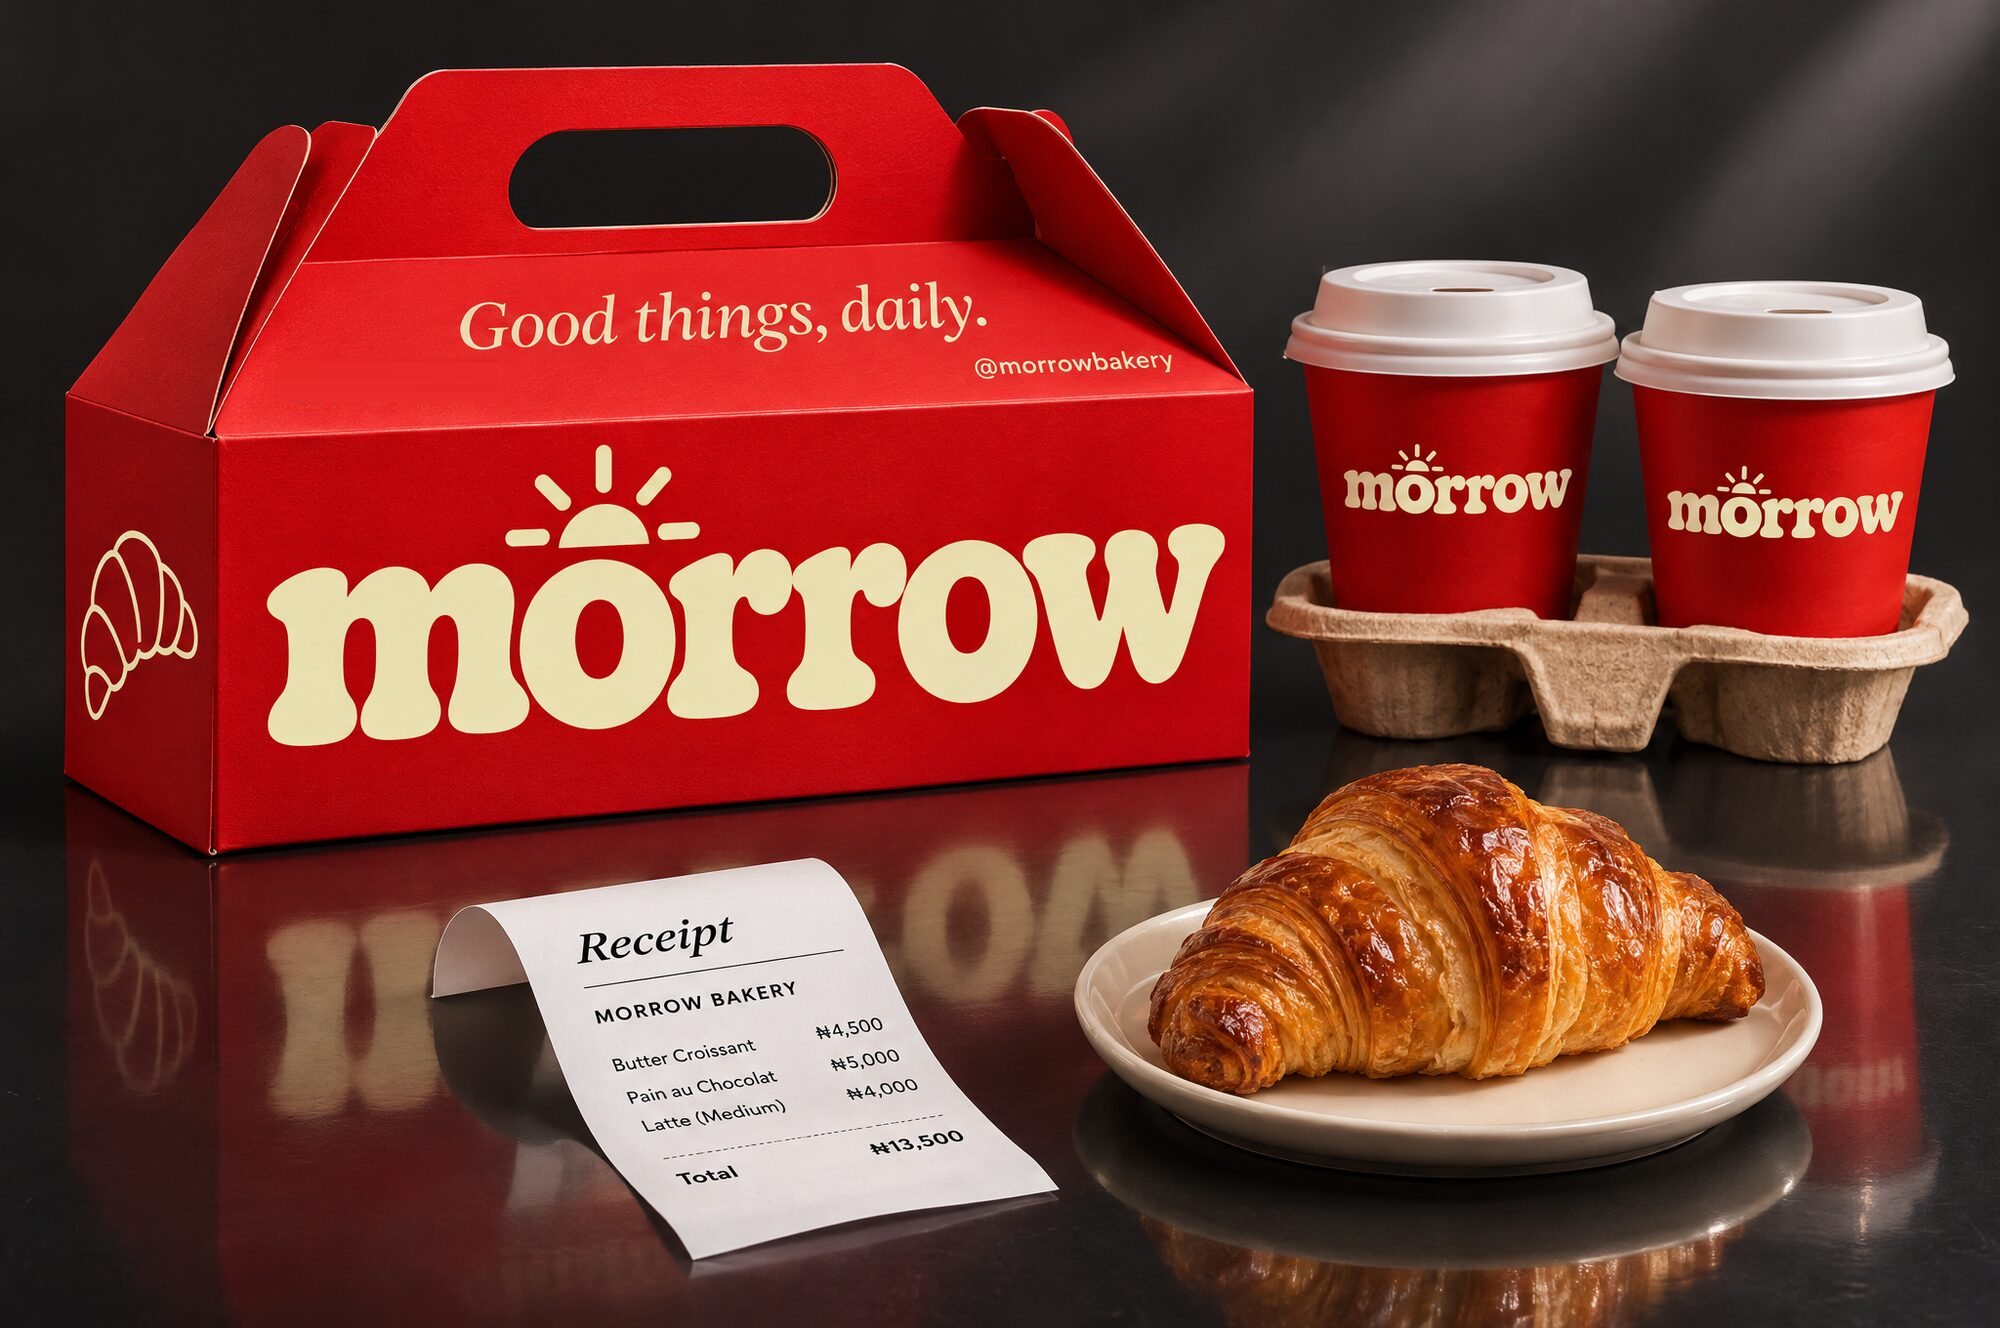 Good things, daily.
@morrowbakery
morrow
morrow
morrow
Receipt
MORROW BAKERY
Butter Croissant ₦4,500
Pain au Chocolat ₦5,000
Latte (Medium) ₦4,000
Total ₦13,500